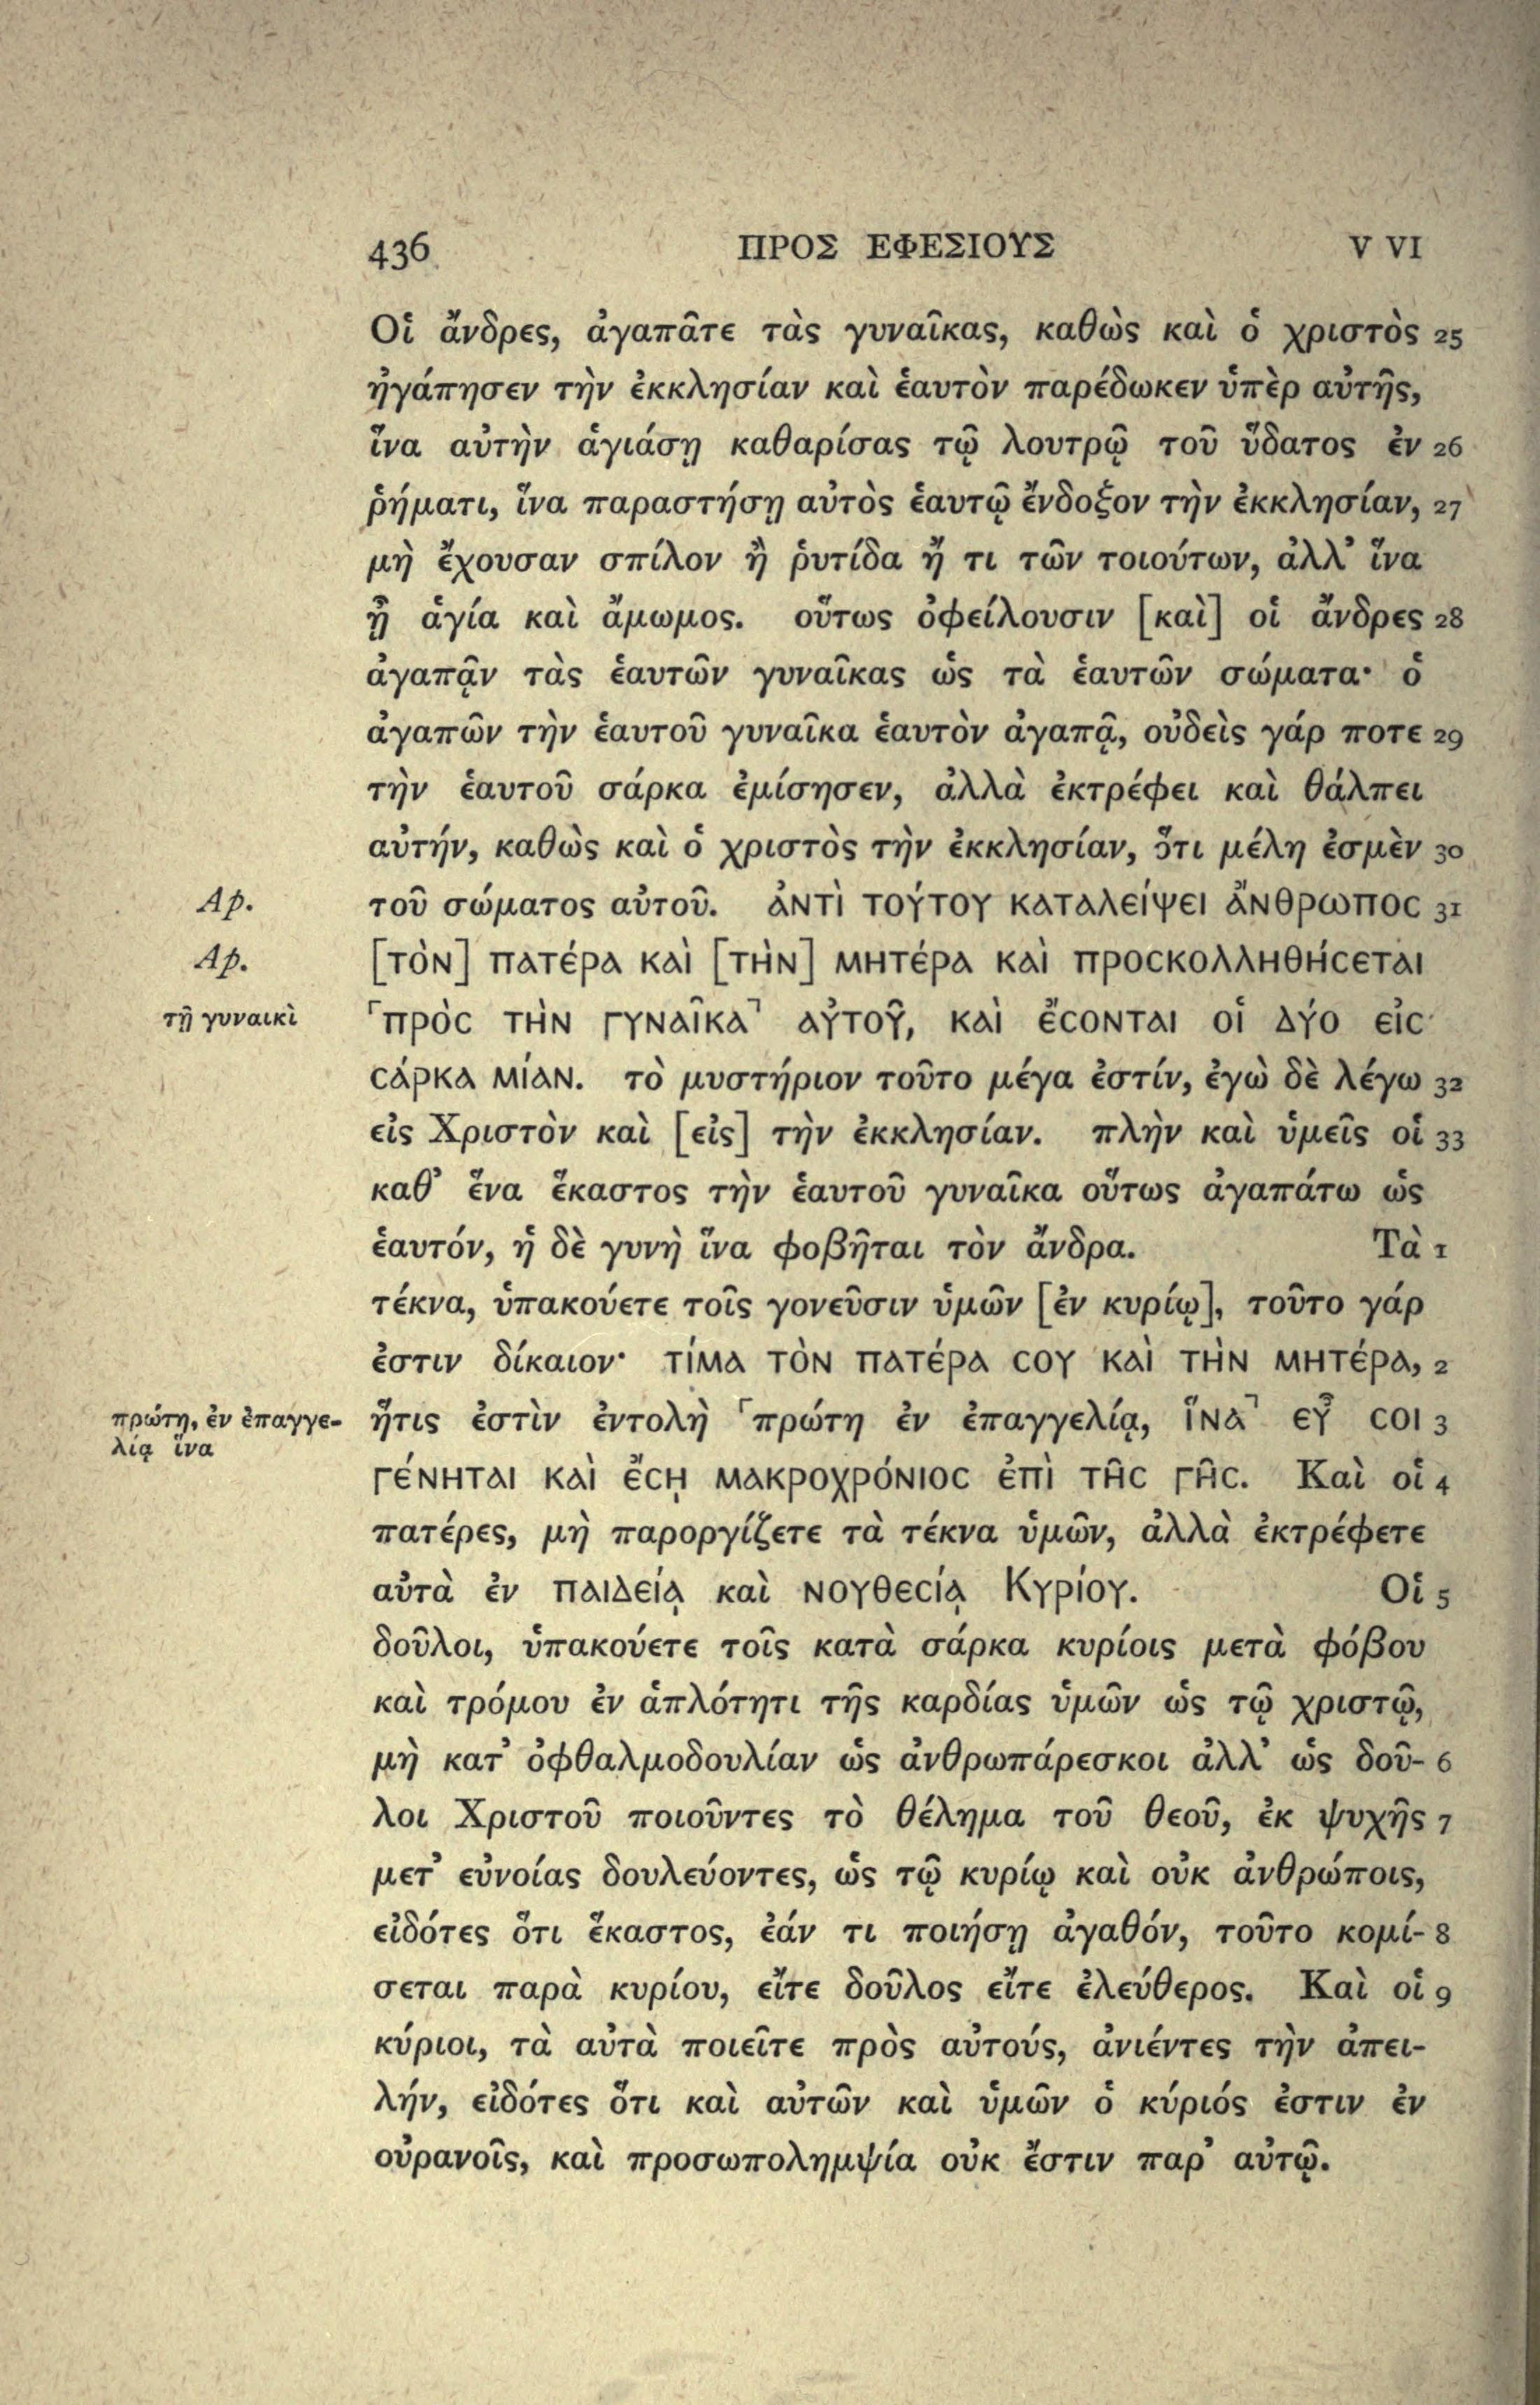 436 ΠΡΟΣ ΕΦΕΣΙΟΥΣ V VI
Οἱ ἄνδρες, ἀγαπᾶτε τὰς γυναῖκας, καθὼς καὶ ὁ χριστὸς 25
ἠγάπησεν τὴν ἐκκλησίαν καὶ ἑαυτὸν παρέδωκεν ὑπὲρ αὐτῆς,
ἵνα αὐτὴν ἁγιάσῃ καθαρίσας τῷ λουτρῷ τοῦ ὕδατος ἐν 26
ῥήματι, ἵνα παραστήσῃ αὐτὸς ἑαυτῷ ἔνδοξον τὴν ἐκκλησίαν, 27
μὴ ἔχουσαν σπίλον ἢ ῥυτίδα ἤ τι τῶν τοιούτων, ἀλλ’ ἵνα
ᾖ ἁγία καὶ ἄμωμος. οὕτως ὀφείλουσιν [καὶ] οἱ ἄνδρες 28
ἀγαπᾷν τὰς ἑαυτῶν γυναῖκας ὡς τὰ ἑαυτῶν σώματα· ὁ
ἀγαπῶν τὴν ἑαυτοῦ γυναῖκα ἑαυτὸν ἀγαπᾷ, οὐδεὶς γάρ ποτε 29
τὴν ἑαυτοῦ σάρκα ἐμίσησεν, ἀλλὰ ἐκτρέφει καὶ θάλπει
αὐτήν, καθὼς καὶ ὁ χριστὸς τὴν ἐκκλησίαν, ὅτι μέλη ἐσμὲν 30
Ap. τοῦ σώματος αὐτοῦ. ἀντὶ τούτου καταλείψει ἄνθρωπος 31
Ap. [τὸν] πατέρα καὶ [τὴν] μητέρα καὶ προσκολληθήσεται
τῇ γυναικὶ ⸢πρὸς τὴν γυναῖκα⸣ αὐτοῦ, καὶ ἔσονται οἱ δύο εἰς
σάρκα μίαν. τὸ μυστήριον τοῦτο μέγα ἐστίν, ἐγὼ δὲ λέγω 32
εἰς Χριστὸν καὶ [εἰς] τὴν ἐκκλησίαν. πλὴν καὶ ὑμεῖς οἱ 33
καθ’ ἕνα ἕκαστος τὴν ἑαυτοῦ γυναῖκα οὕτως ἀγαπάτω ὡς
ἑαυτόν, ἡ δὲ γυνὴ ἵνα φοβῆται τὸν ἄνδρα. Τὰ 1
τέκνα, ὑπακούετε τοῖς γονεῦσιν ὑμῶν [ἐν κυρίῳ], τοῦτο γάρ
ἐστιν δίκαιον· τίμα τὸν πατέρα σου καὶ τὴν μητέρα, 2
πρώτη, ἐν ἐπαγγε- ἥτις ἐστὶν ἐντολὴ ⸢πρώτη ἐν ἐπαγγελίᾳ, ἵνα⸣ εὖ σοι 3
λίᾳ ἵνα
γένηται καὶ ἔσῃ μακροχρόνιος ἐπὶ τῆς γῆς. Καὶ οἱ 4
πατέρες, μὴ παροργίζετε τὰ τέκνα ὑμῶν, ἀλλὰ ἐκτρέφετε
αὐτὰ ἐν παιδείᾳ καὶ νουθεσίᾳ Κυρίου. Οἱ 5
δοῦλοι, ὑπακούετε τοῖς κατὰ σάρκα κυρίοις μετὰ φόβου
καὶ τρόμου ἐν ἁπλότητι τῆς καρδίας ὑμῶν ὡς τῷ χριστῷ,
μὴ κατ’ ὀφθαλμοδουλίαν ὡς ἀνθρωπάρεσκοι ἀλλ’ ὡς δοῦ- 6
λοι Χριστοῦ ποιοῦντες τὸ θέλημα τοῦ θεοῦ, ἐκ ψυχῆς 7
μετ’ εὐνοίας δουλεύοντες, ὡς τῷ κυρίῳ καὶ οὐκ ἀνθρώποις,
εἰδότες ὅτι ἕκαστος, ἐάν τι ποιήσῃ ἀγαθόν, τοῦτο κομί- 8
σεται παρὰ κυρίου, εἴτε δοῦλος εἴτε ἐλεύθερος. Καὶ οἱ 9
κύριοι, τὰ αὐτὰ ποιεῖτε πρὸς αὐτούς, ἀνιέντες τὴν ἀπει-
λήν, εἰδότες ὅτι καὶ αὐτῶν καὶ ὑμῶν ὁ κύριός ἐστιν ἐν
οὐρανοῖς, καὶ προσωπολημψία οὐκ ἔστιν παρ’ αὐτῷ.